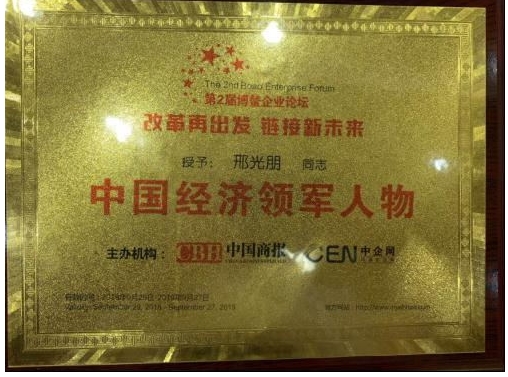 The 2nd Boao Enterprise Forum
第2届博鳌企业论坛
改革再出发 链接新未来
授予： 邢光朋 同志
中国经济领军人物
主办机构： CBH 中国商报 CEN 中企网